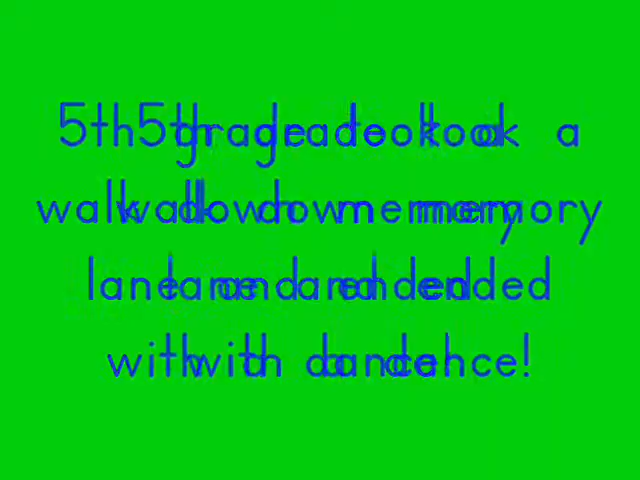 5th grade took a
walk down memory
lane and ended
with a dance!